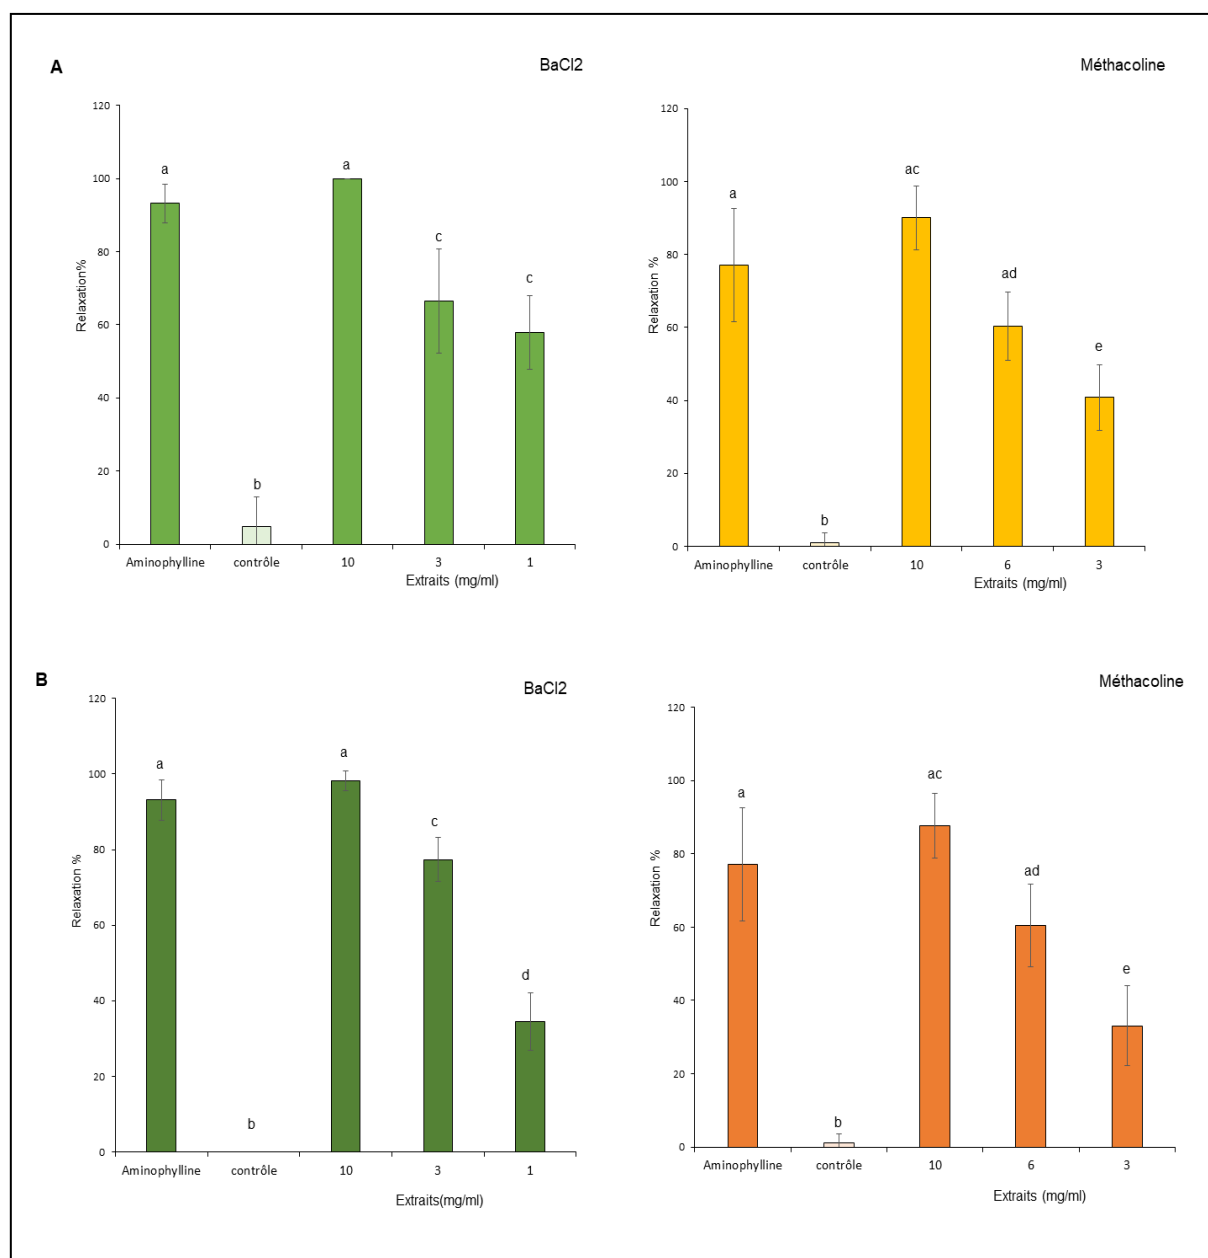 A
BaCl2
Méthacoline
120
100
80
60
40
20
0
Relaxation%
a
b
a
c
c
Aminophylline contrôle 10 3 1
Extraits (mg/ml)
120
100
80
60
40
20
0
Relaxation %
a
b
ac
ad
e
Aminophylline contrôle 10 6 3
Extraits (mg/ml)
B
BaCl2
Méthacoline
120
100
80
60
40
20
0
Relaxation %
a
b
a
c
d
Aminophylline contrôle 10 3 1
Extraits(mg/ml)
120
100
80
60
40
20
0
Relaxation %
a
b
ac
ad
e
Aminophylline contrôle 10 6 3
Extraits (mg/ml)